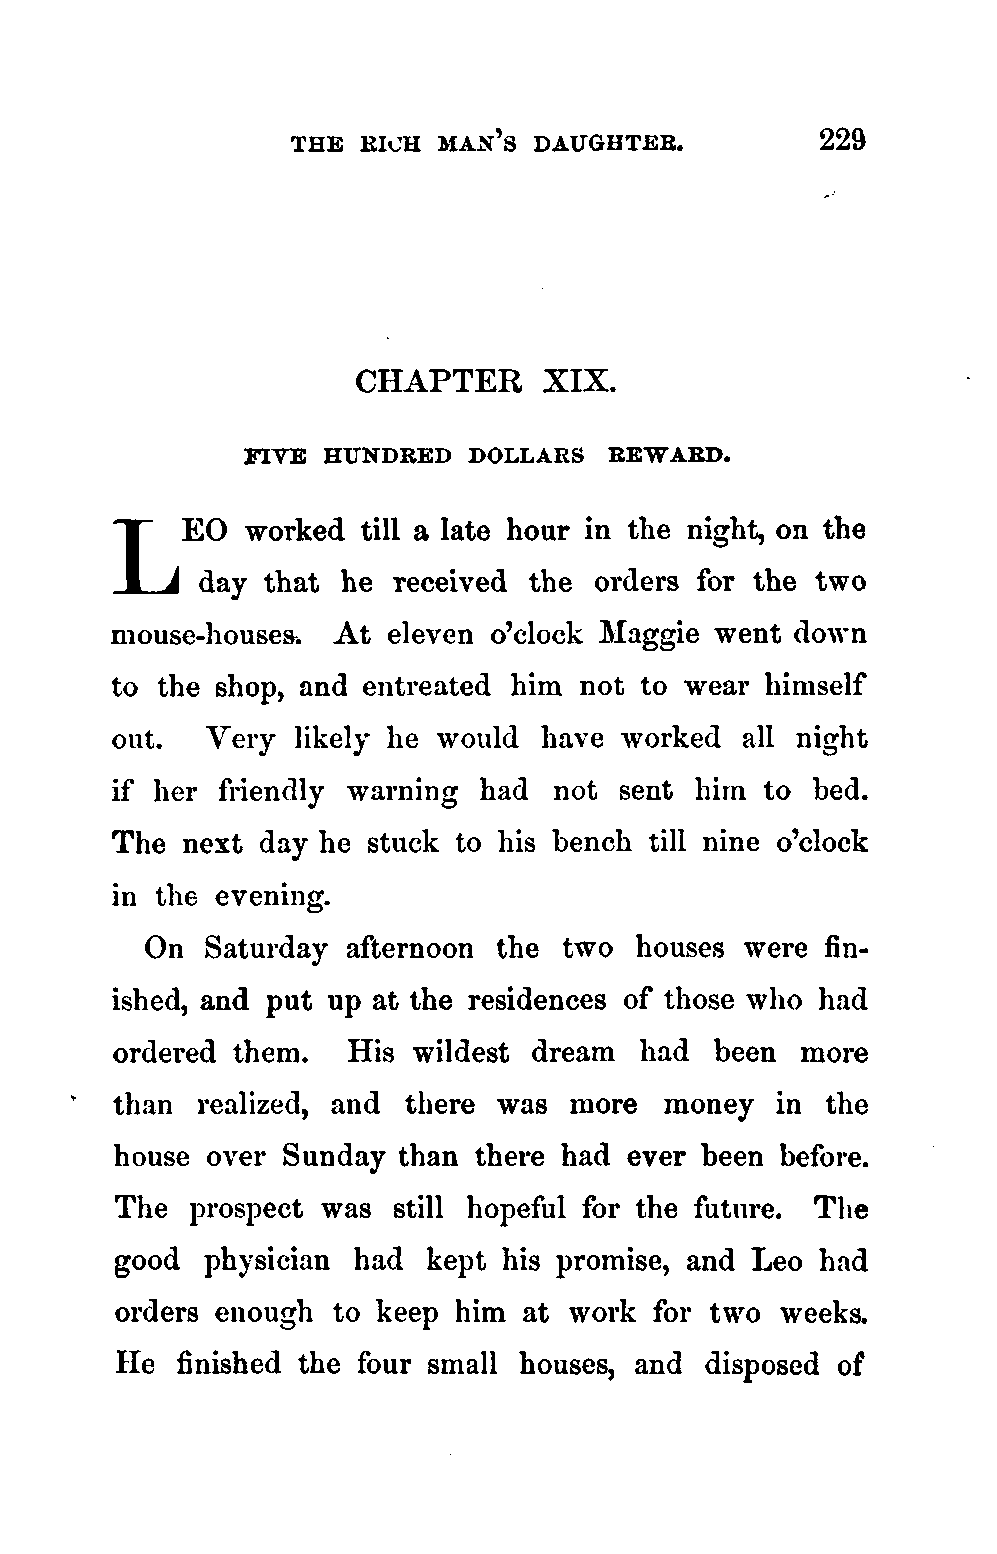 THE RICH MAN'S DAUGHTER. 229
CHAPTER XIX.
FIVE HUNDRED DOLLARS REWARD.
LEO worked till a late hour in the night, on the
day that he received the orders for the two
mouse-houses. At eleven o'clock Maggie went down
to the shop, and entreated him not to wear himself
out. Very likely he would have worked all night
if her friendly warning had not sent him to bed.
The next day he stuck to his bench till nine o'clock
in the evening.
On Saturday afternoon the two houses were fin-
ished, and put up at the residences of those who had
ordered them. His wildest dream had been more
than realized, and there was more money in the
house over Sunday than there had ever been before.
The prospect was still hopeful for the future. The
good physician had kept his promise, and Leo had
orders enough to keep him at work for two weeks.
He finished the four small houses, and disposed of